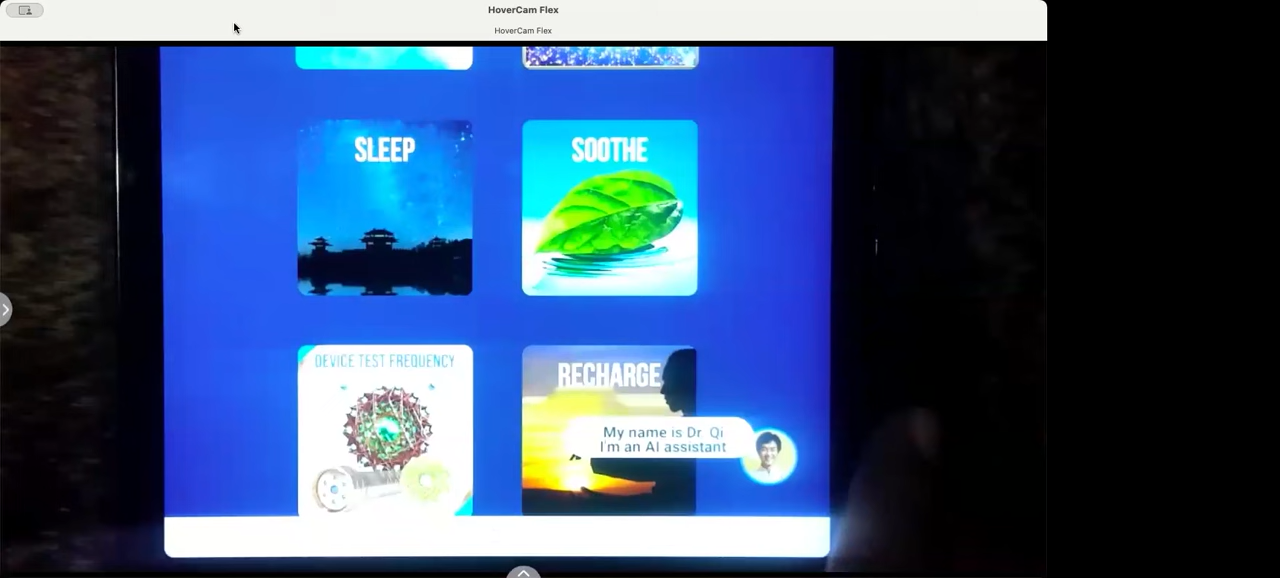 HoverCam Flex
HoverCam Flex
SLEEP
SOOTHE
DEVICE TEST FREQUENCY
RECHARGE
My name is Dr Qi
I'm an AI assistant